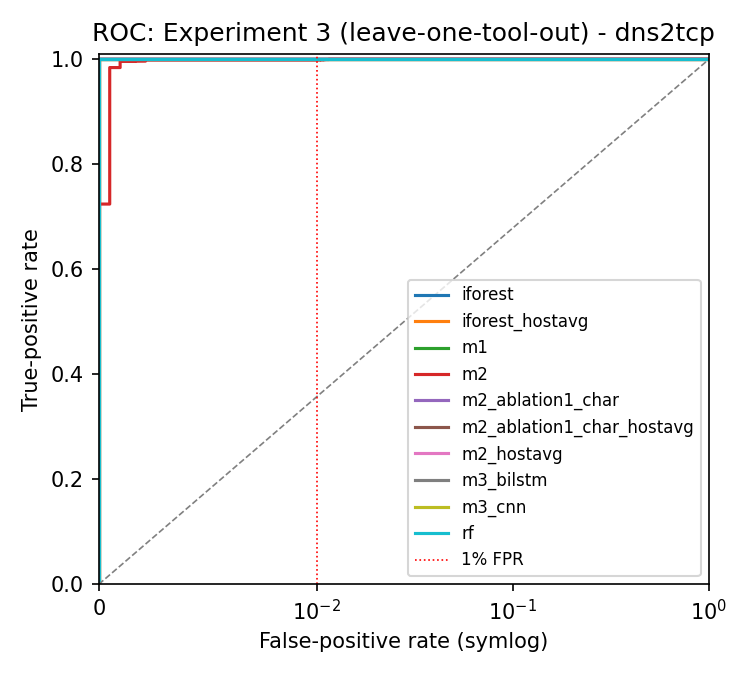 ROC: Experiment 3 (leave-one-tool-out) - dns2tcp
1.0
0.8
0.6
0.4
0.2
0.0
True-positive rate
iforest
iforest_hostavg
m1
m2
m2_ablation1_char
m2_ablation1_char_hostavg
m2_hostavg
m3_bilstm
m3_cnn
rf
1% FPR
0 10⁻² 10⁻¹ 10⁰
False-positive rate (symlog)